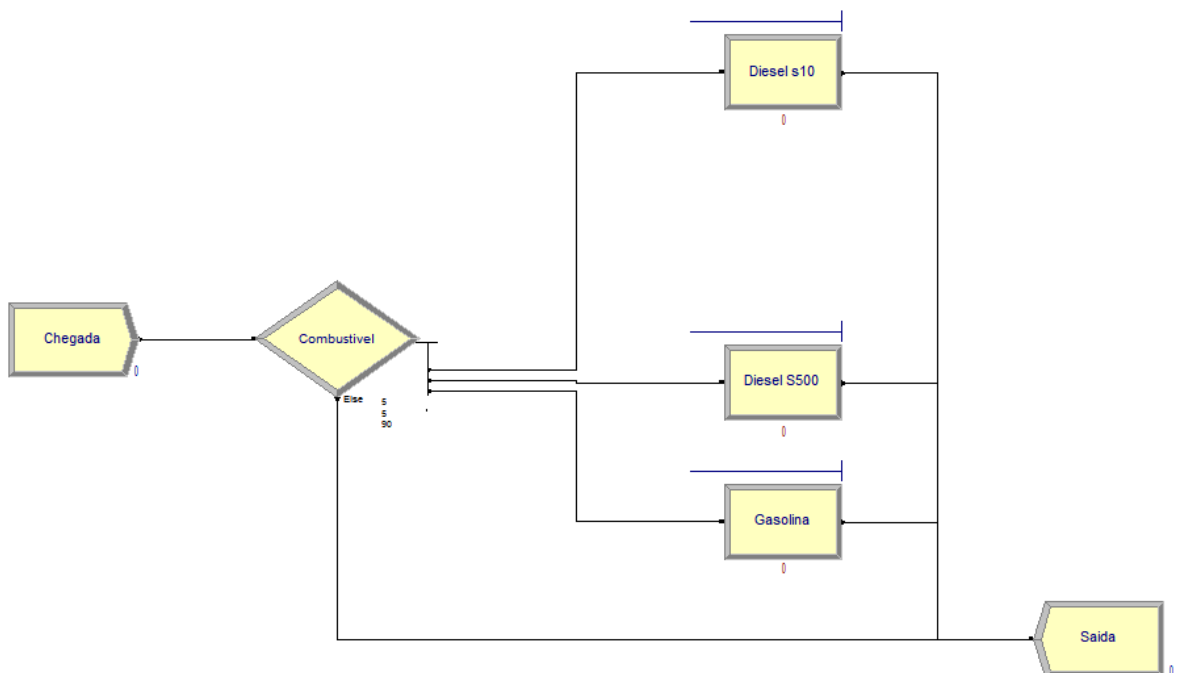 Diesel s10
0
Chegada
0
Combustivel
Else
5
5
90
Diesel S500
0
Gasolina
0
Saida
0